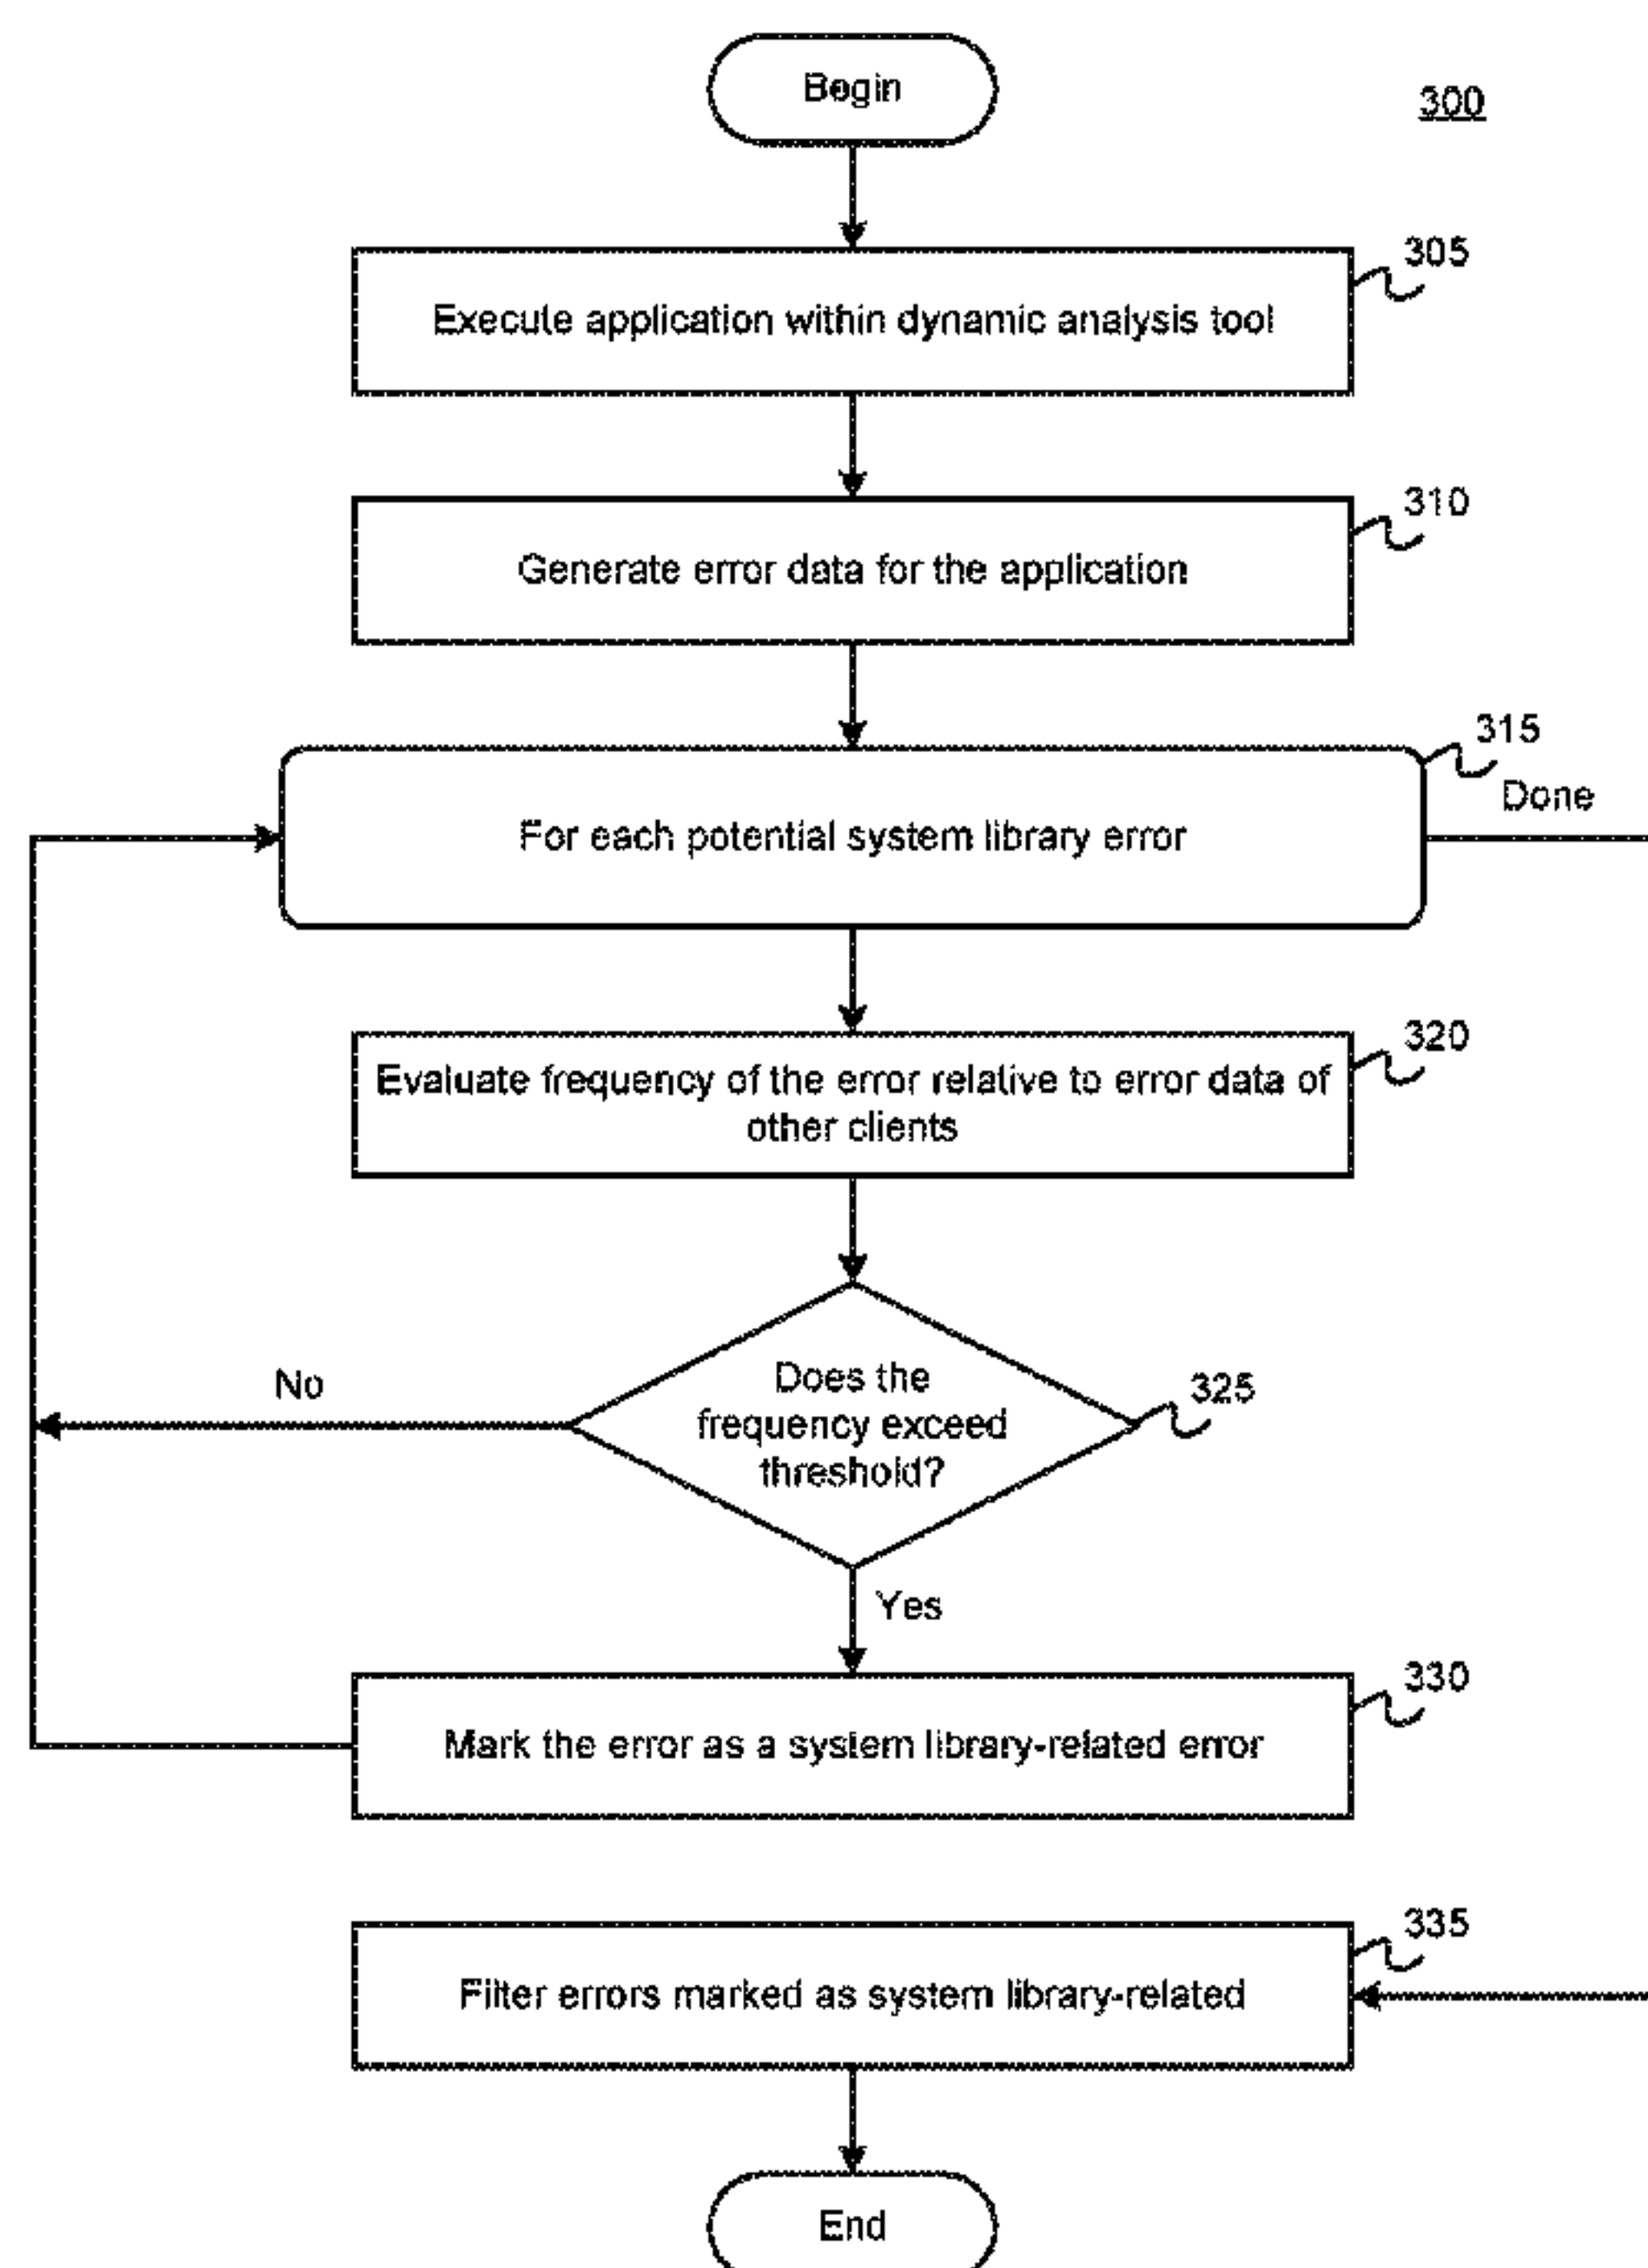 Begin
300
305
Execute application within dynamic analysis tool
310
Generate error data for the application
315
Done
For each potential system library error
320
Evaluate frequency of the error relative to error data of
other clients
No
Does the
frequency exceed
threshold?
325
Yes
330
Mark the error as a system library-related error
335
Filter errors marked as system library-related
End